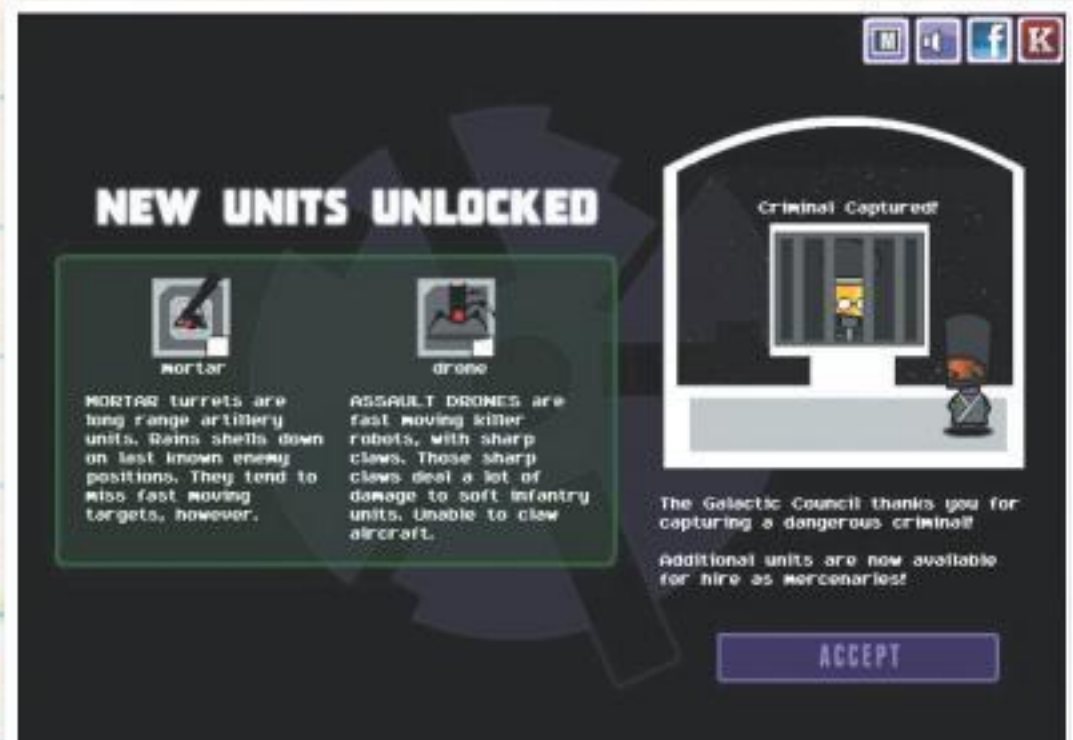 M
f
K
NEW UNITS UNLOCKED
mortar
MORTAR turrets are
long range artillery
units. Rains shells down
on last known enemy
positions. They tend to
miss fast moving
targets, however.
drone
ASSAULT DRONES are
fast moving killer
robots, with sharp
claws. Those sharp
claws deal a lot of
damage to soft infantry
units. Unable to claw
aircraft.
Criminal Captured!
The Galactic Council thanks you for
capturing a dangerous criminal!
Additional units are now available
for hire as mercenaries!
ACCEPT